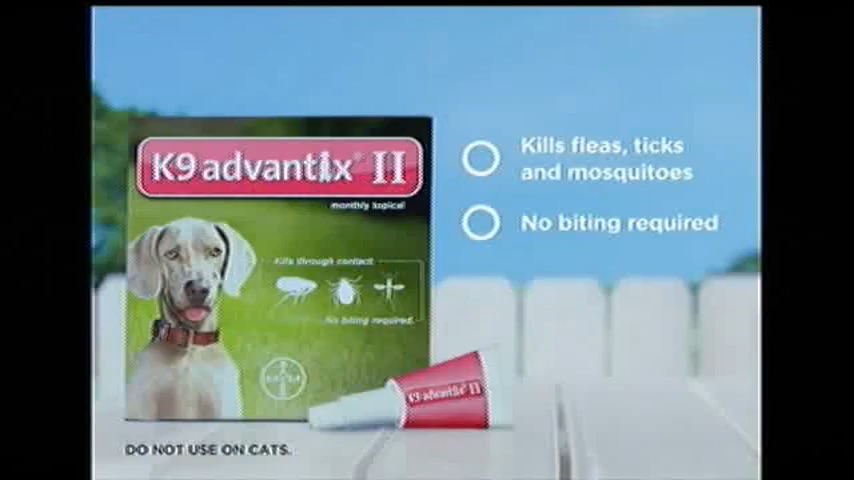 K9 advantix II
monthly topical
Kills through contact
No biting required.
BAYER
K9 advantix II
Kills fleas, ticks
and mosquitoes
No biting required
DO NOT USE ON CATS.